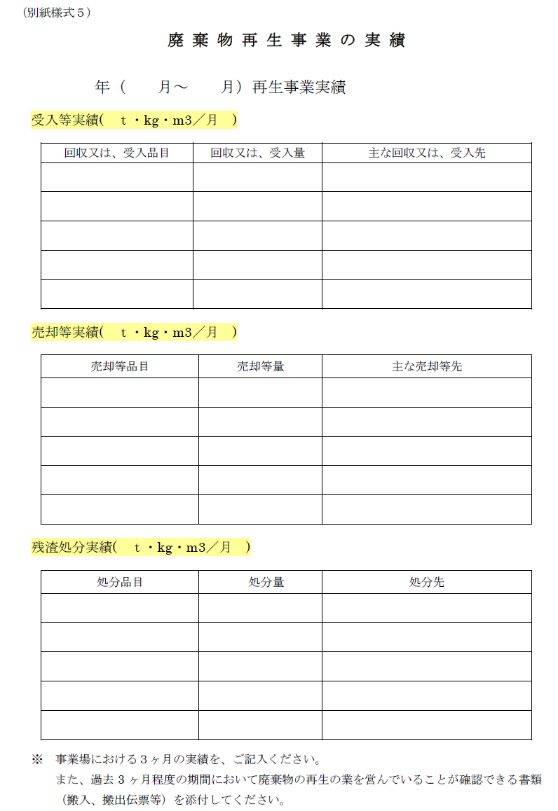 （別紙様式５）
廃棄物再生事業の実績
年（　　月～　　月）再生事業実績
受入等実績(　ｔ・kg・m3／月　)
回収又は、受入品目　回収又は、受入量　主な回収又は、受入先
売却等実績(　ｔ・kg・m3／月　)
売却等品目　売却等量　主な売却等先
残渣処分実績(　ｔ・kg・m3／月　)
処分品目　処分量　処分先
※　事業場における３ヶ月の実績を、ご記入ください。
また、過去 3 ヶ月程度の期間において廃棄物の再生の業を営んでいることが確認できる書類
（搬入、搬出伝票等）を添付してください。